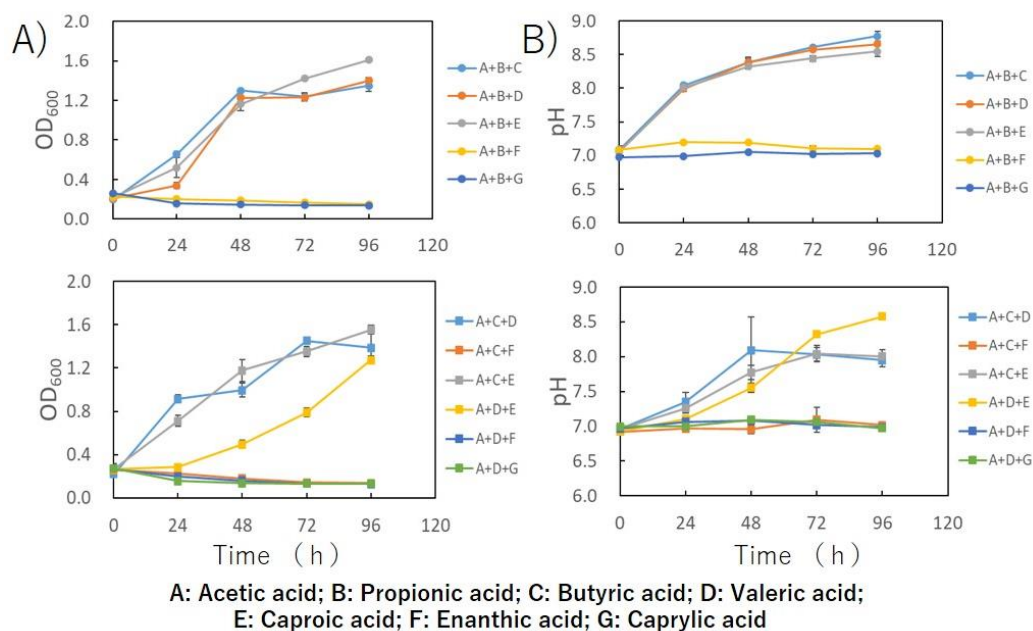 A)
OD600
2.0
1.6
1.2
0.8
0.4
0.0
0 24 48 72 96 120
A+B+C
A+B+D
A+B+E
A+B+F
A+B+G
B)
pH
9.0
8.5
8.0
7.5
7.0
6.5
6.0
0 24 48 72 96 120
A+B+C
A+B+D
A+B+E
A+B+F
A+B+G
OD600
2.0
1.6
1.2
0.8
0.4
0.0
0 24 48 72 96 120
Time (h)
A+C+D
A+C+F
A+C+E
A+D+E
A+D+F
A+D+G
pH
9.0
8.5
8.0
7.5
7.0
6.5
6.0
0 24 48 72 96 120
Time (h)
A+C+D
A+C+F
A+C+E
A+D+E
A+D+F
A+D+G
A: Acetic acid; B: Propionic acid; C: Butyric acid; D: Valeric acid;
E: Caproic acid; F: Enanthic acid; G: Caprylic acid